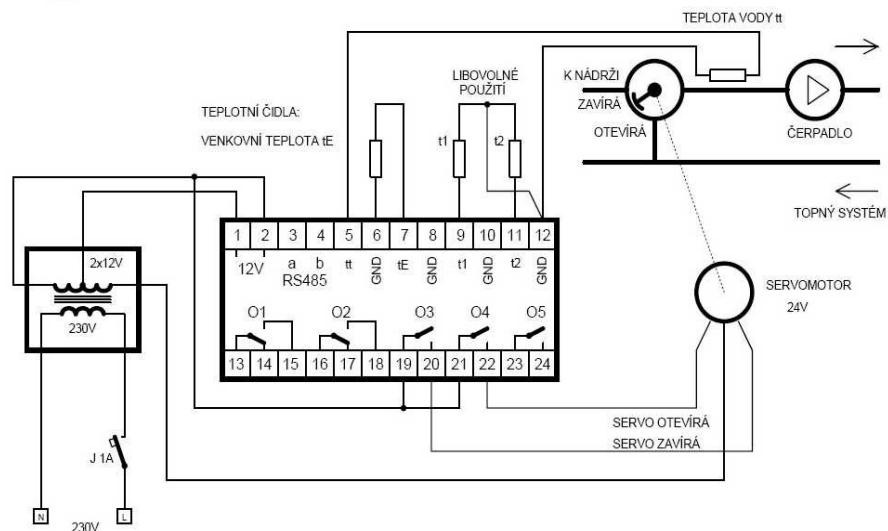 TEPLOTA VODY tt
LIBOVOLNÉ
POUŽITÍ
K NÁDRŽI
ZAVÍRÁ
OTEVÍRÁ
ČERPADLO
TEPLOTNÍ ČIDLA:
VENKOVNÍ TEPLOTA tE
t1
t2
TOPNÝ SYSTÉM
1 2 3 4 5 6 7 8 9 10 11 12
12V a b tt GND tE GND t1 GND t2 GND
RS485
2x12V
230V
O1 O2 O3 O4 O5
13 14 15 16 17 18 19 20 21 22 23 24
SERVOMOTOR
24V
SERVO OTEVÍRÁ
SERVO ZAVÍRÁ
J 1A
N
L
230V